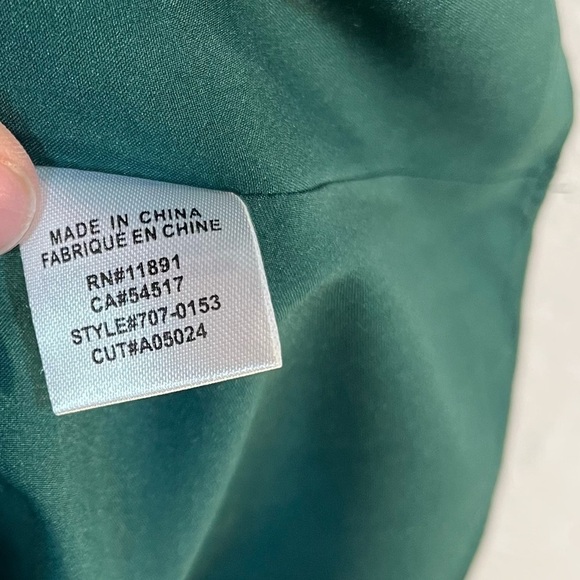 MADE IN CHINA
FABRIQUÉ EN CHINE
RN#11891
CA#54517
STYLE#707-0153
CUT#A05024